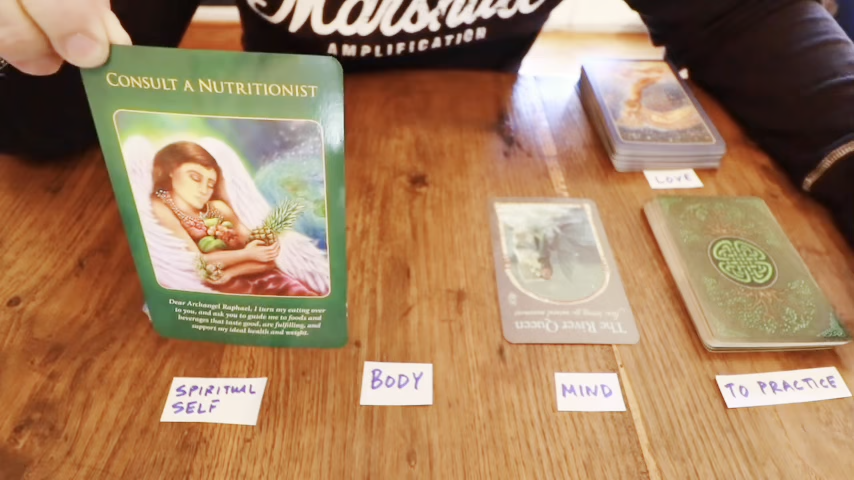 Marshall
AMPLIFICATION
CONSULT A NUTRITIONIST
Dear Archangel Raphael, I turn my eating over
to you, and ask you to guide me to foods and
beverages that taste good, are fulfilling, and
support my ideal health and weight.
LOVE
The River Queen
SPIRITUAL
SELF
BODY
MIND
TO PRACTICE